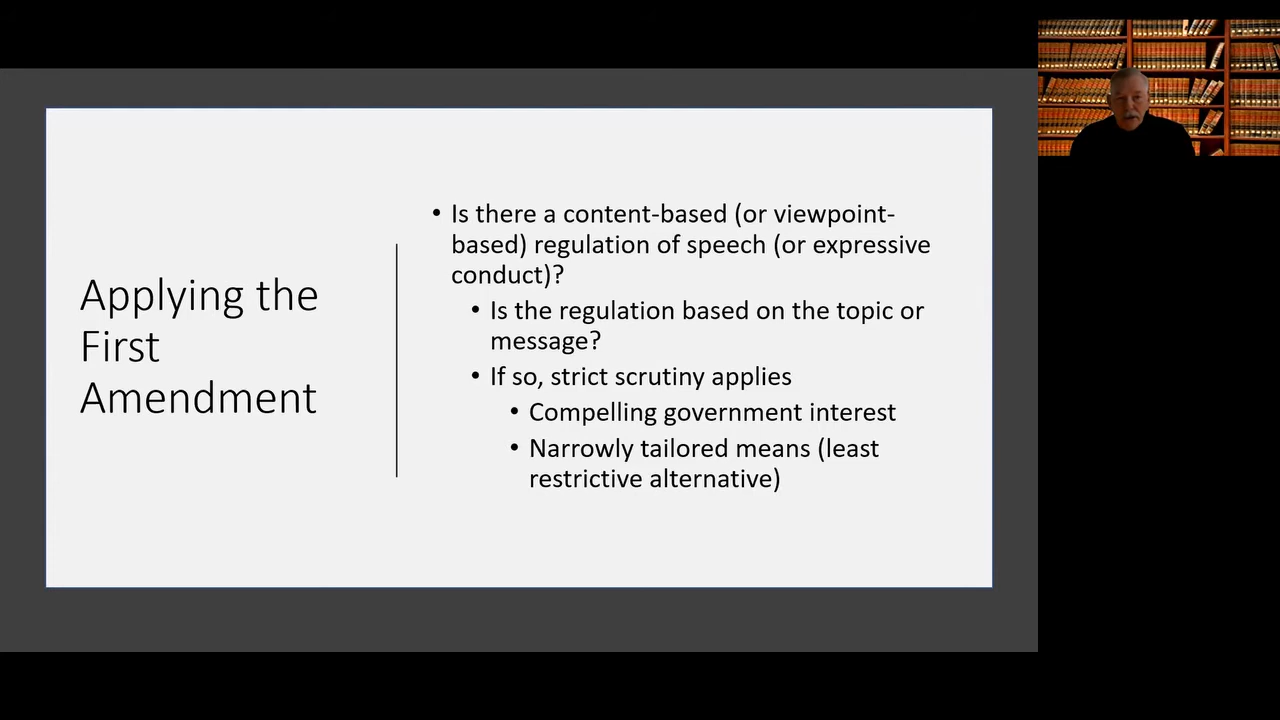 Applying the
First
Amendment
• Is there a content-based (or viewpoint-
based) regulation of speech (or expressive
conduct)?
• Is the regulation based on the topic or
message?
• If so, strict scrutiny applies
• Compelling government interest
• Narrowly tailored means (least
restrictive alternative)